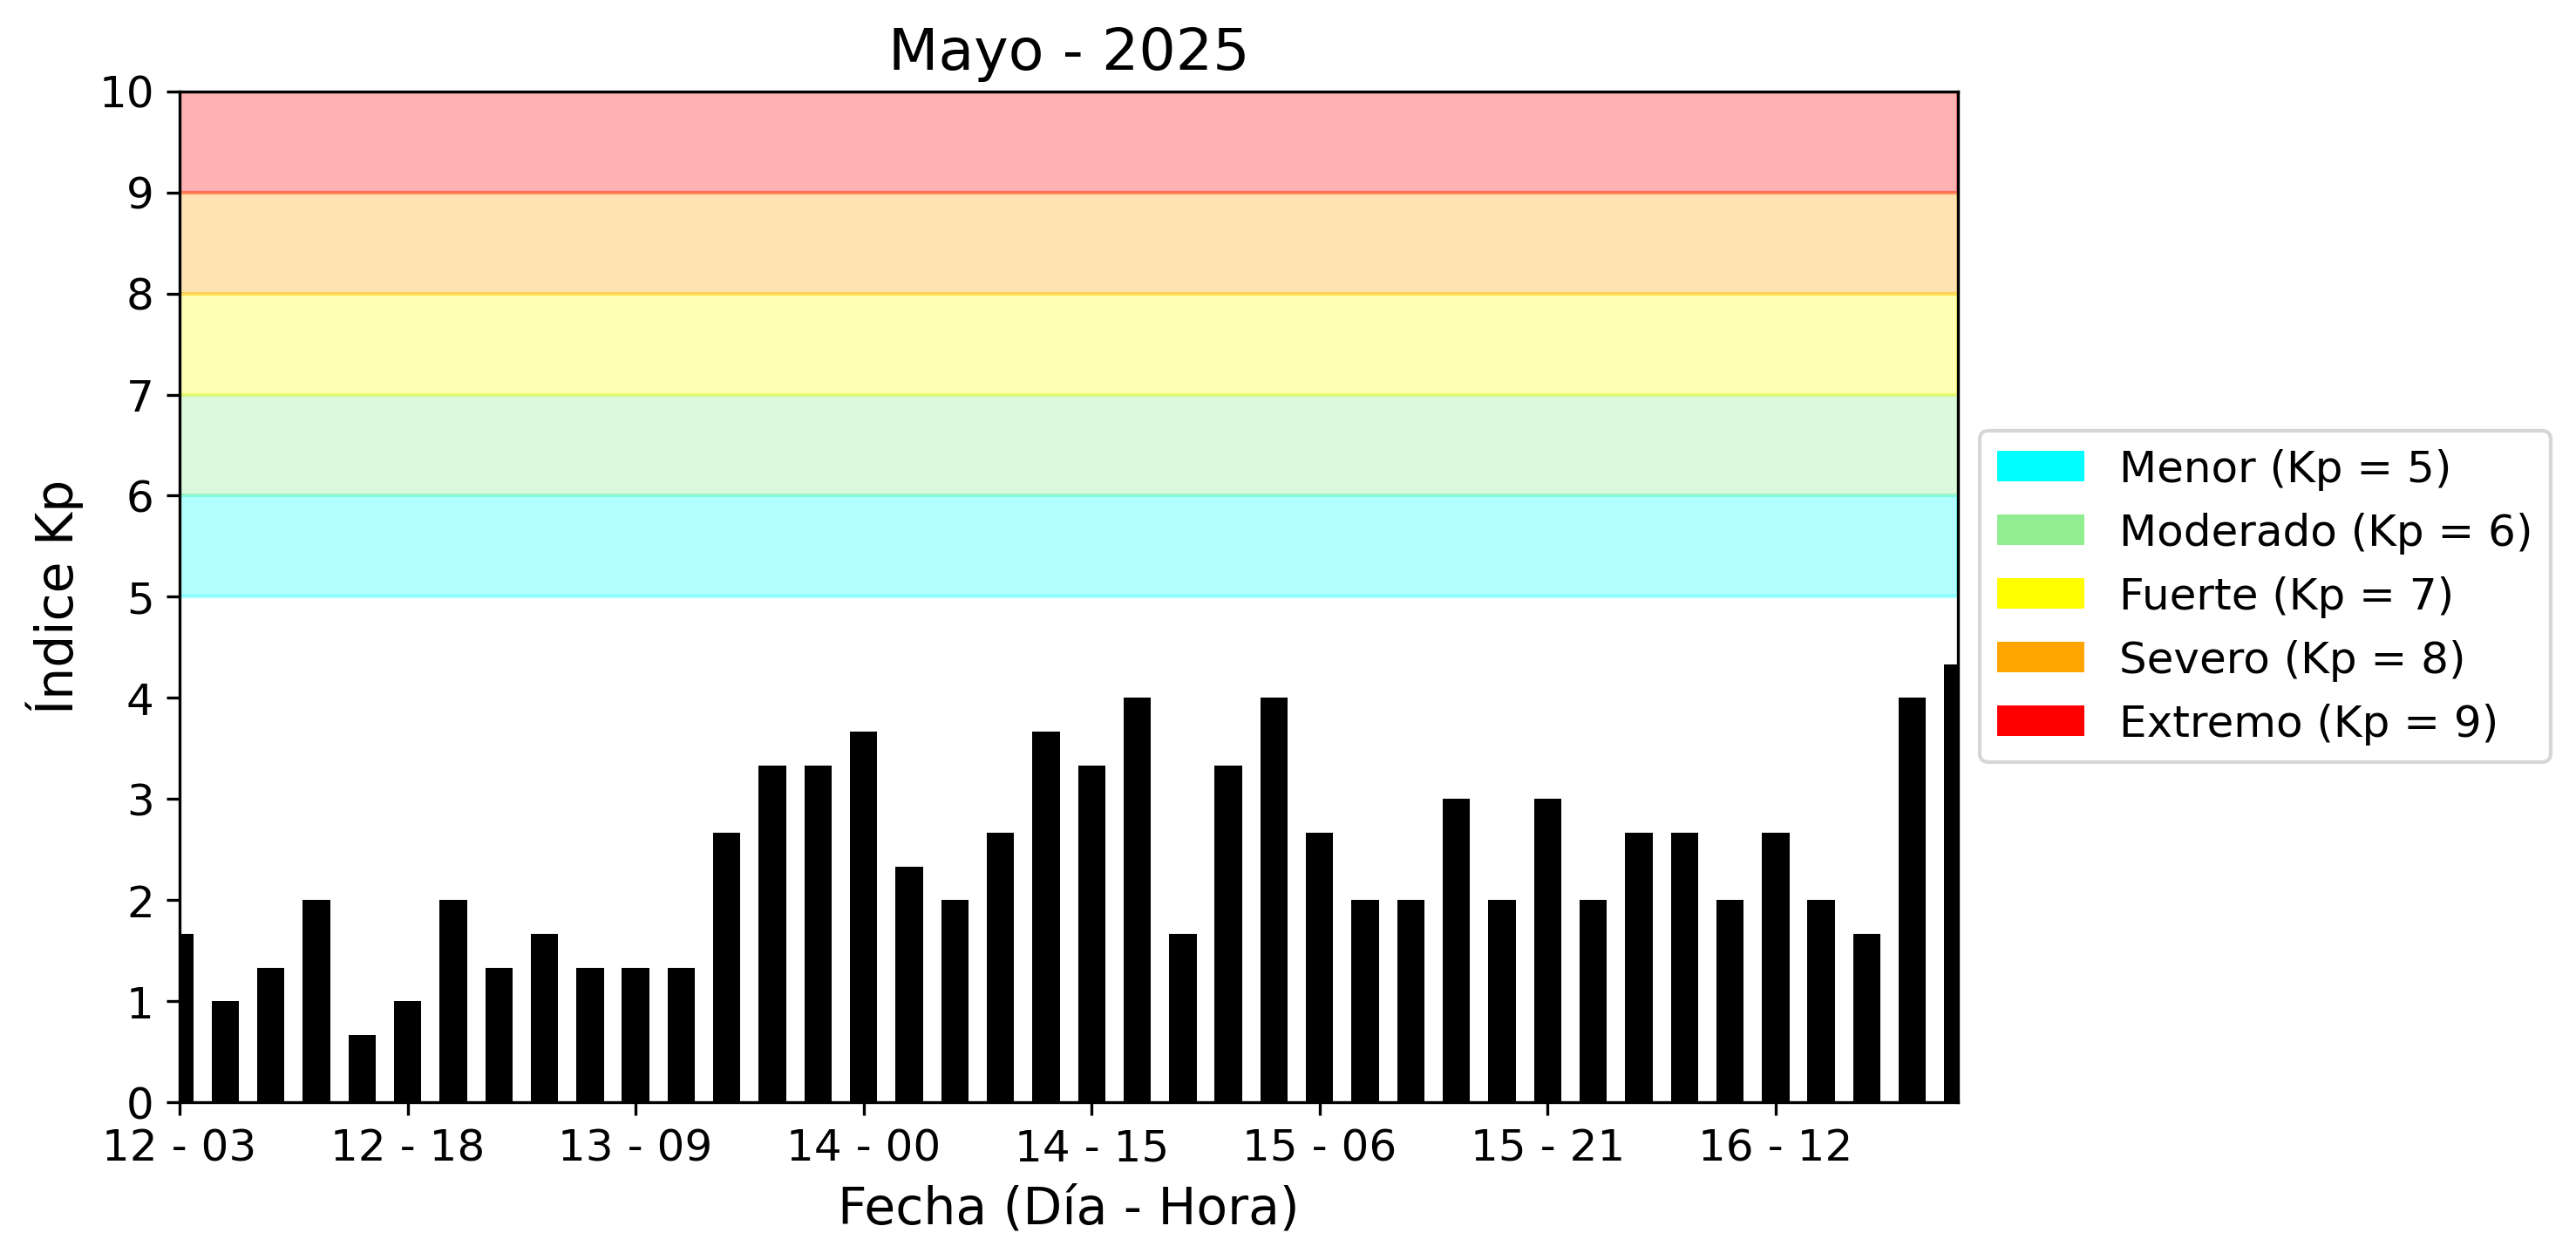 Mayo - 2025
10
9
8
7
6
5
4
3
2
1
0
Índice Kp
12 - 03
12 - 18
13 - 09
14 - 00
14 - 15
15 - 06
15 - 21
16 - 12
Fecha (Día - Hora)
Menor (Kp = 5)
Moderado (Kp = 6)
Fuerte (Kp = 7)
Severo (Kp = 8)
Extremo (Kp = 9)